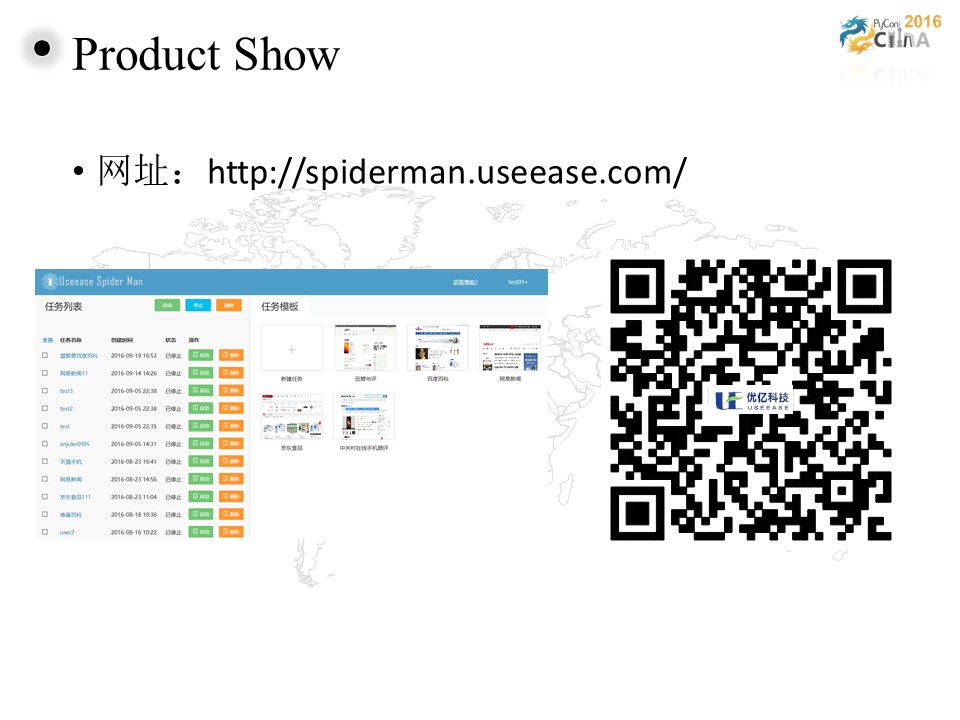 Product Show
PyCon 2016
China
• 网址：http://spiderman.useease.com/
Useease Spider Man
test01
任务列表
启动 停止 删除
任务模板
全选 任务名称 创建时间 状态 操作
温敏思百度百科 2016-09-19 16:53 已停止 启动 删除
网易新闻11 2016-09-14 14:26 已停止 启动 删除
test3 2016-09-05 22:38 已停止 启动 删除
test2 2016-09-05 22:38 已停止 启动 删除
test 2016-09-05 22:35 已停止 启动 删除
anjuke0905 2016-09-05 14:31 已停止 启动 删除
天猫手机 2016-08-23 16:41 已停止 启动 删除
网易新闻 2016-08-23 14:56 已停止 启动 删除
京东食品111 2016-08-23 11:04 已停止 启动 删除
维基百科 2016-08-18 10:36 已停止 启动 删除
user2 2016-08-16 10:22 已停止 启动 删除
新建任务 豆瓣书评 百度百科 网易新闻
京东食品 中关村在线手机测评
UE 优亿科技
USEEASE